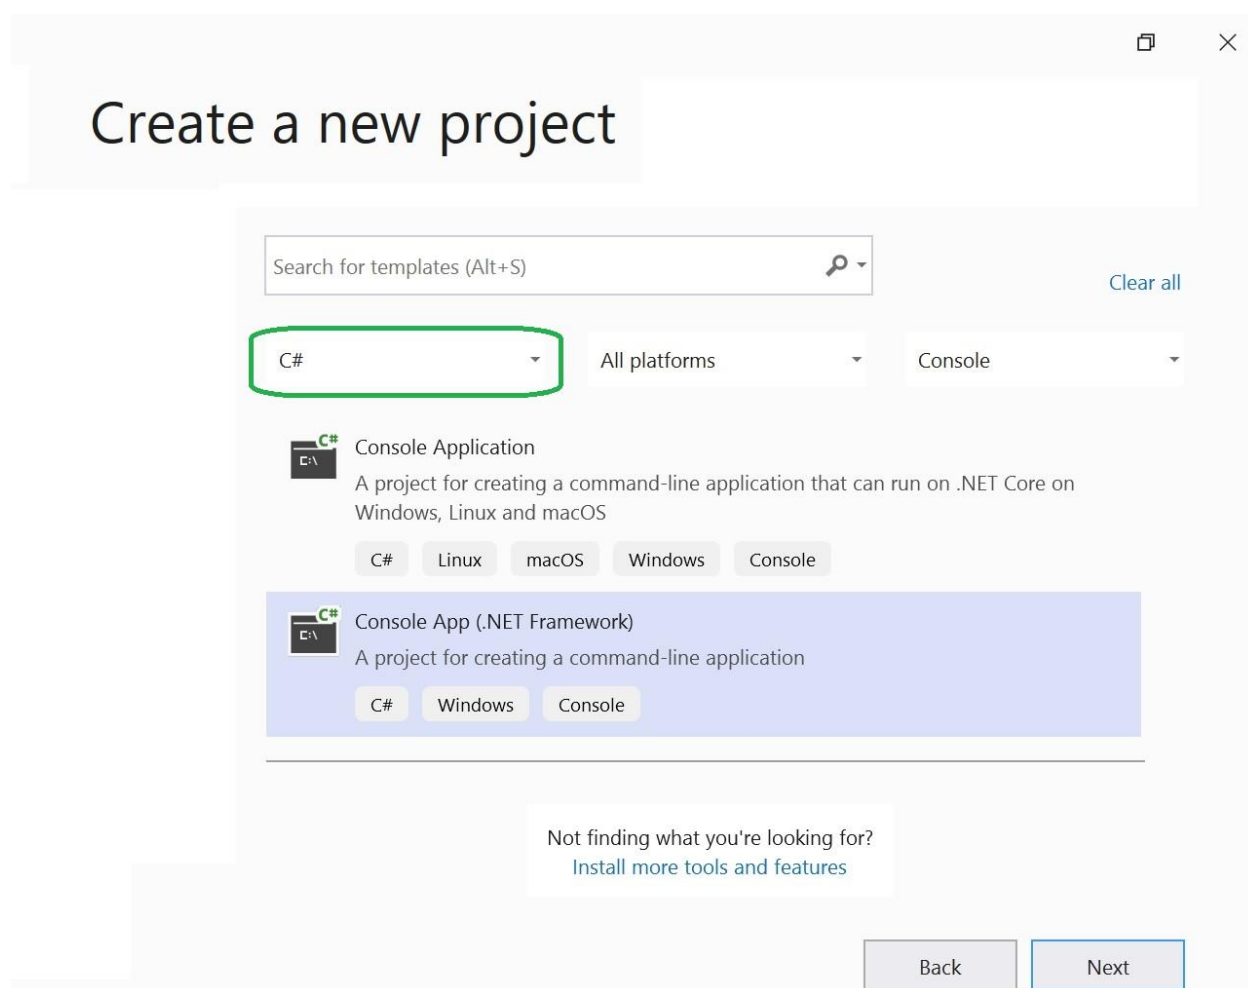 Create a new project
Search for templates (Alt+S)
Clear all
C#
All platforms
Console
C#
C:\
Console Application
A project for creating a command-line application that can run on .NET Core on
Windows, Linux and macOS
C# Linux macOS Windows Console
C#
C:\
Console App (.NET Framework)
A project for creating a command-line application
C# Windows Console
Not finding what you're looking for?
Install more tools and features
Back
Next